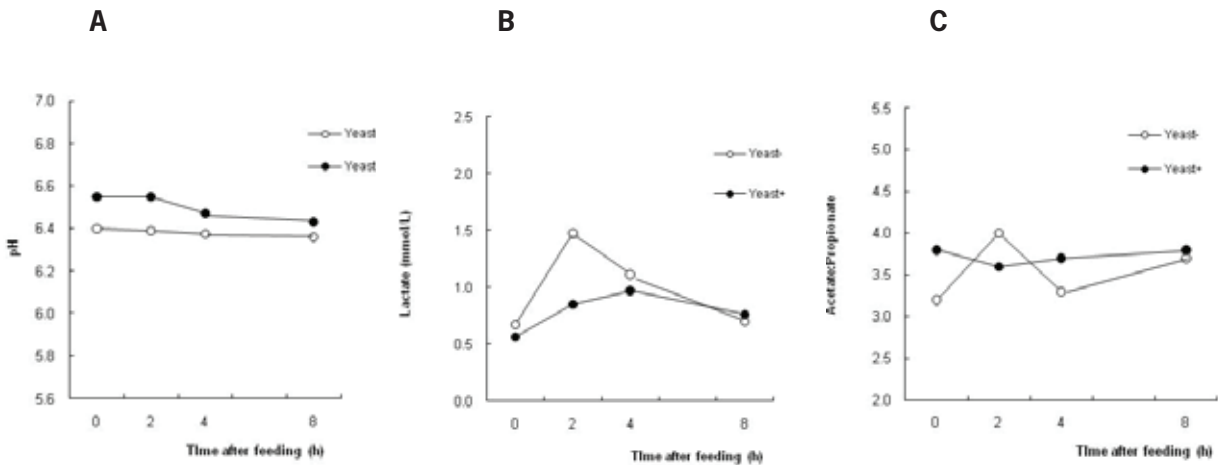 A
7.0
6.8
6.6
6.4
6.2
6.0
5.8
5.6
pH
0 2 4 8
TIme after feeding (h)
Yeast
Yeast
B
2.5
2.0
1.5
1.0
0.5
0.0
Lactate (mmol/L)
0 2 4 8
TIme after feeding (h)
Yeast-
Yeast+
C
5.5
5.0
4.5
4.0
3.5
3.0
2.5
2.0
Acetate:Propionate
0 2 4 8
TIme after feeding (h)
Yeast-
Yeast+